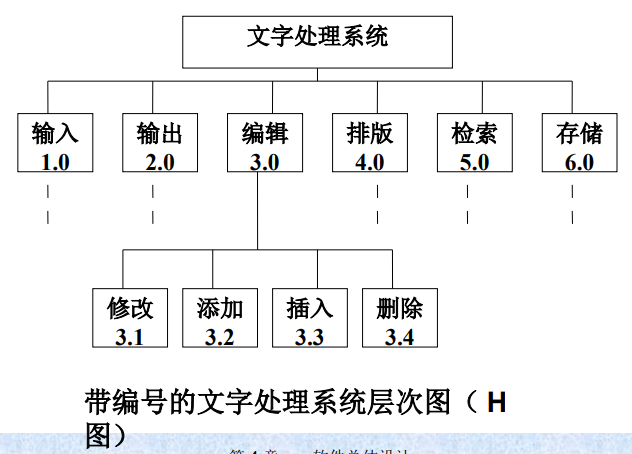 文字处理系统
输入 输出 编辑 排版 检索 存储
1.0 2.0 3.0 4.0 5.0 6.0
修改 添加 插入 删除
3.1 3.2 3.3 3.4
带编号的文字处理系统层次图（ H
图）